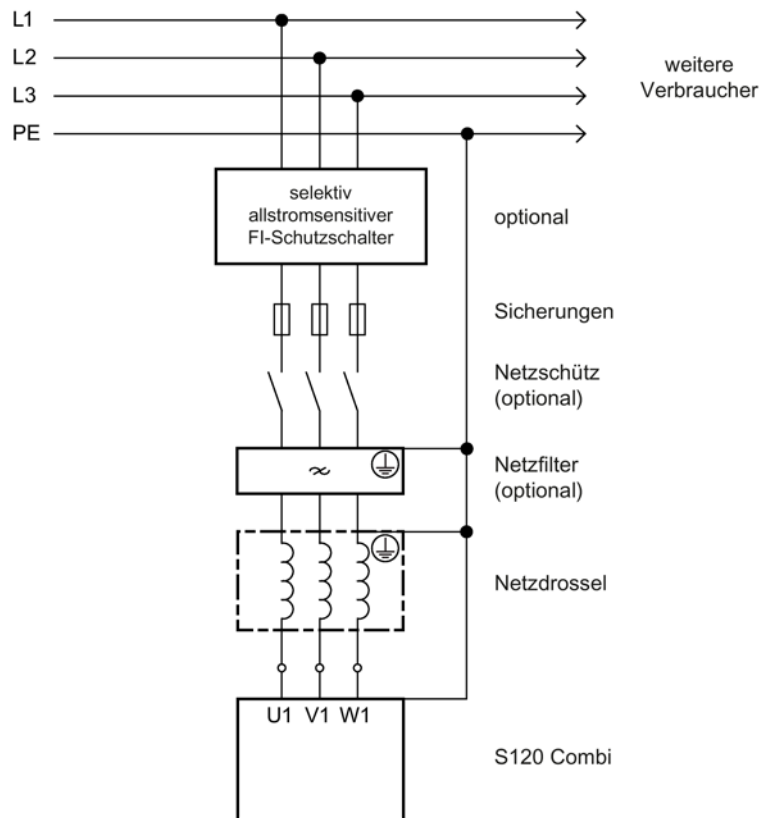 L1
L2
L3
PE
weitere
Verbraucher
selektiv
allstromsensitiver
FI-Schutzschalter
optional
Sicherungen
Netzschütz
(optional)
Netzfilter
(optional)
Netzdrossel
U1 V1 W1
S120 Combi